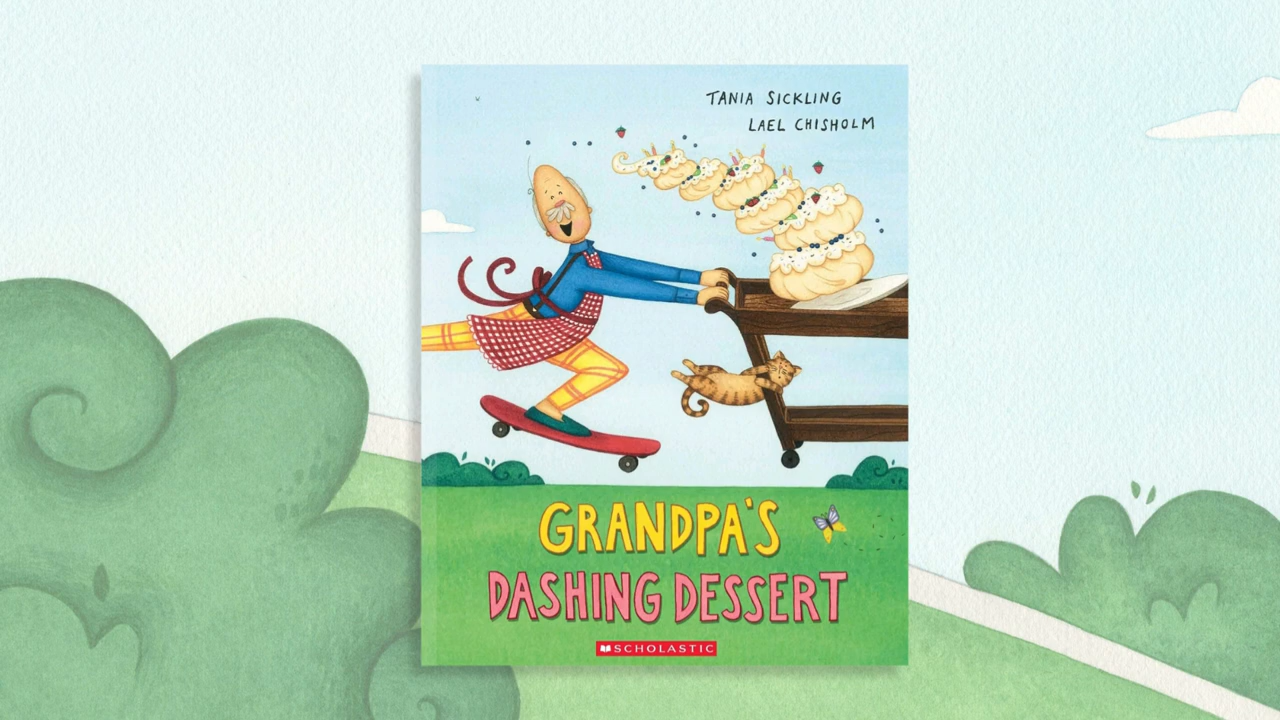 TANIA SICKLING
LAEL CHISHOLM
GRANDPA'S
DASHING DESSERT
SCHOLASTIC